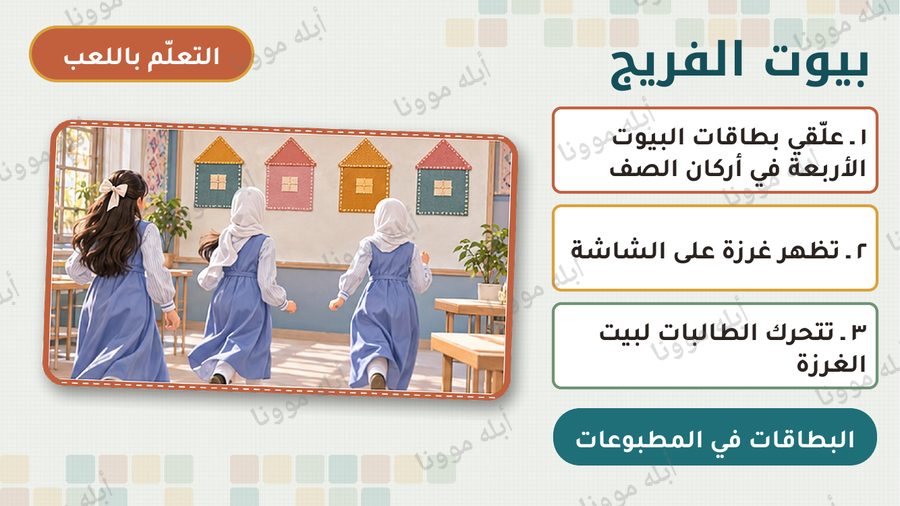 بيوت الفريج
التعلّم باللعب
١. علّقي بطاقات البيوت
الأربعة في أركان الصف
٢. تظهر غرزة على الشاشة
٣. تتحرك الطالبات لبيت
الغرزة
البطاقات في المطبوعات
أبله موونا